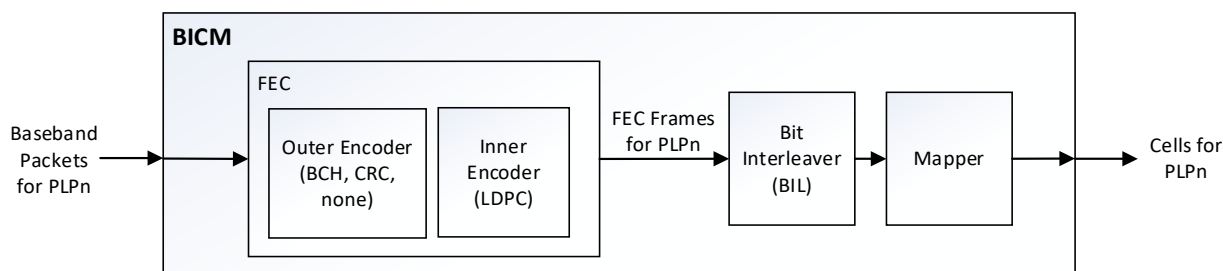 BICM
FEC
Baseband
Packets
for PLPn
Outer Encoder
(BCH, CRC,
none)
Inner
Encoder
(LDPC)
FEC Frames
for PLPn
Bit
Interleaver
(BIL)
Mapper
Cells for
PLPn